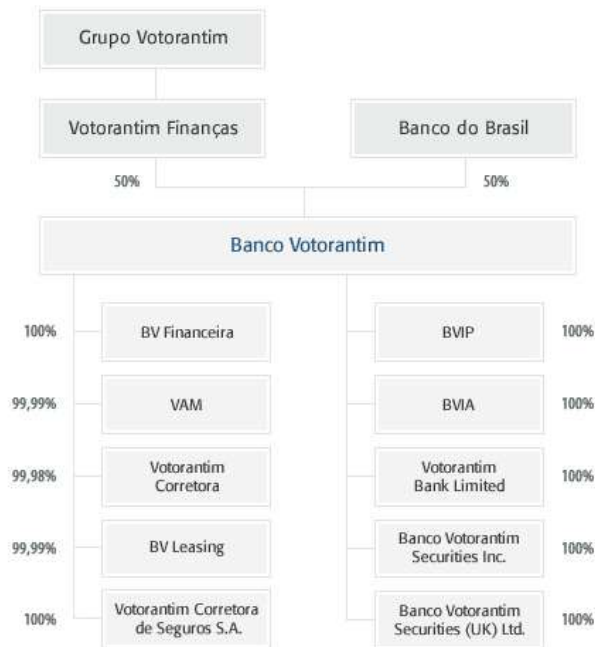 Grupo Votorantim
Votorantim Finanças
Banco do Brasil
50%
50%
Banco Votorantim
100%
BV Financeira
BVIP
100%
99,99%
VAM
BVIA
100%
99,98%
Votorantim
Corretora
Votorantim
Bank Limited
100%
99,99%
BV Leasing
Banco Votorantim
Securities Inc.
100%
100%
Votorantim Corretora
de Seguros S.A.
Banco Votorantim
Securities (UK) Ltd.
100%